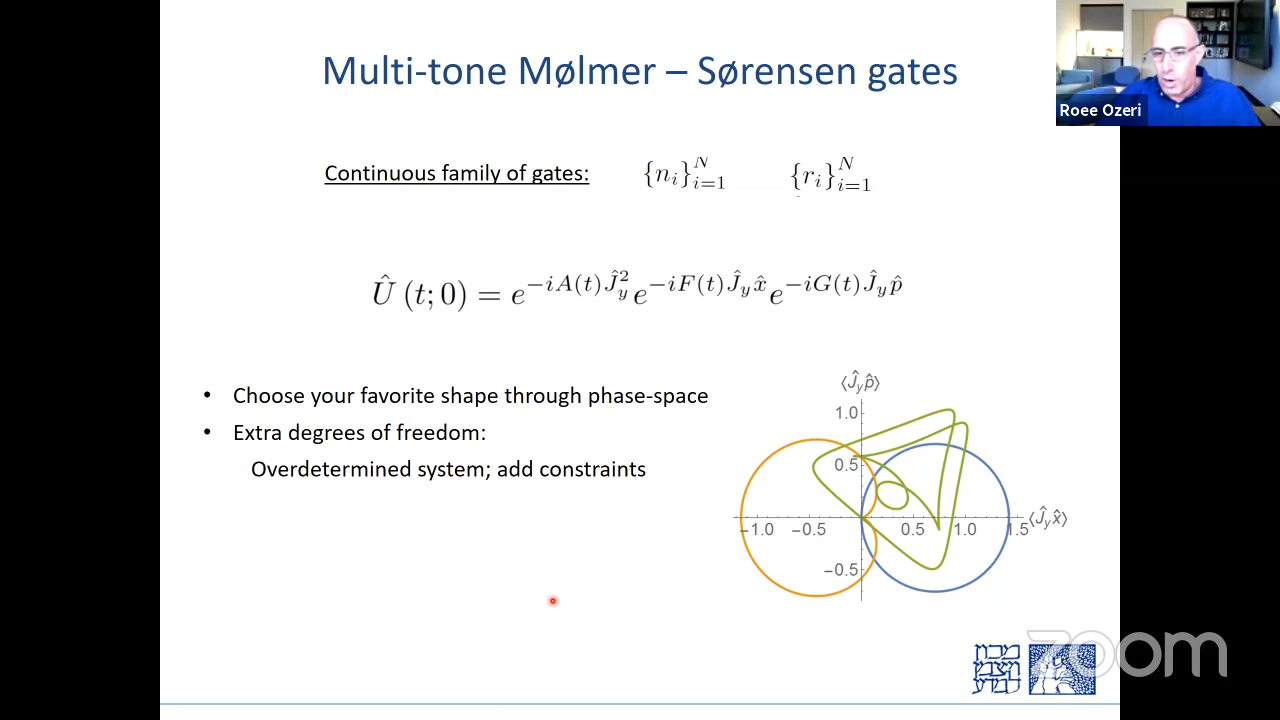 Multi-tone Mølmer – Sørensen gates
Roee Ozeri
Continuous family of gates: {n_i}_{i=1}^N {r_i}_{i=1}^N
Û (t; 0) = e^{-iA(t)Ĵ_y^2} e^{-iF(t)Ĵ_y x̂} e^{-iG(t)Ĵ_y p̂}
• Choose your favorite shape through phase-space
• Extra degrees of freedom:
Overdetermined system; add constraints
⟨Ĵ_y p̂⟩
1.0
0.5
−1.0 −0.5 0.5 1.0 1.5 ⟨Ĵ_y x̂⟩
−0.5
מכון
ויצמן
למדע
zoom